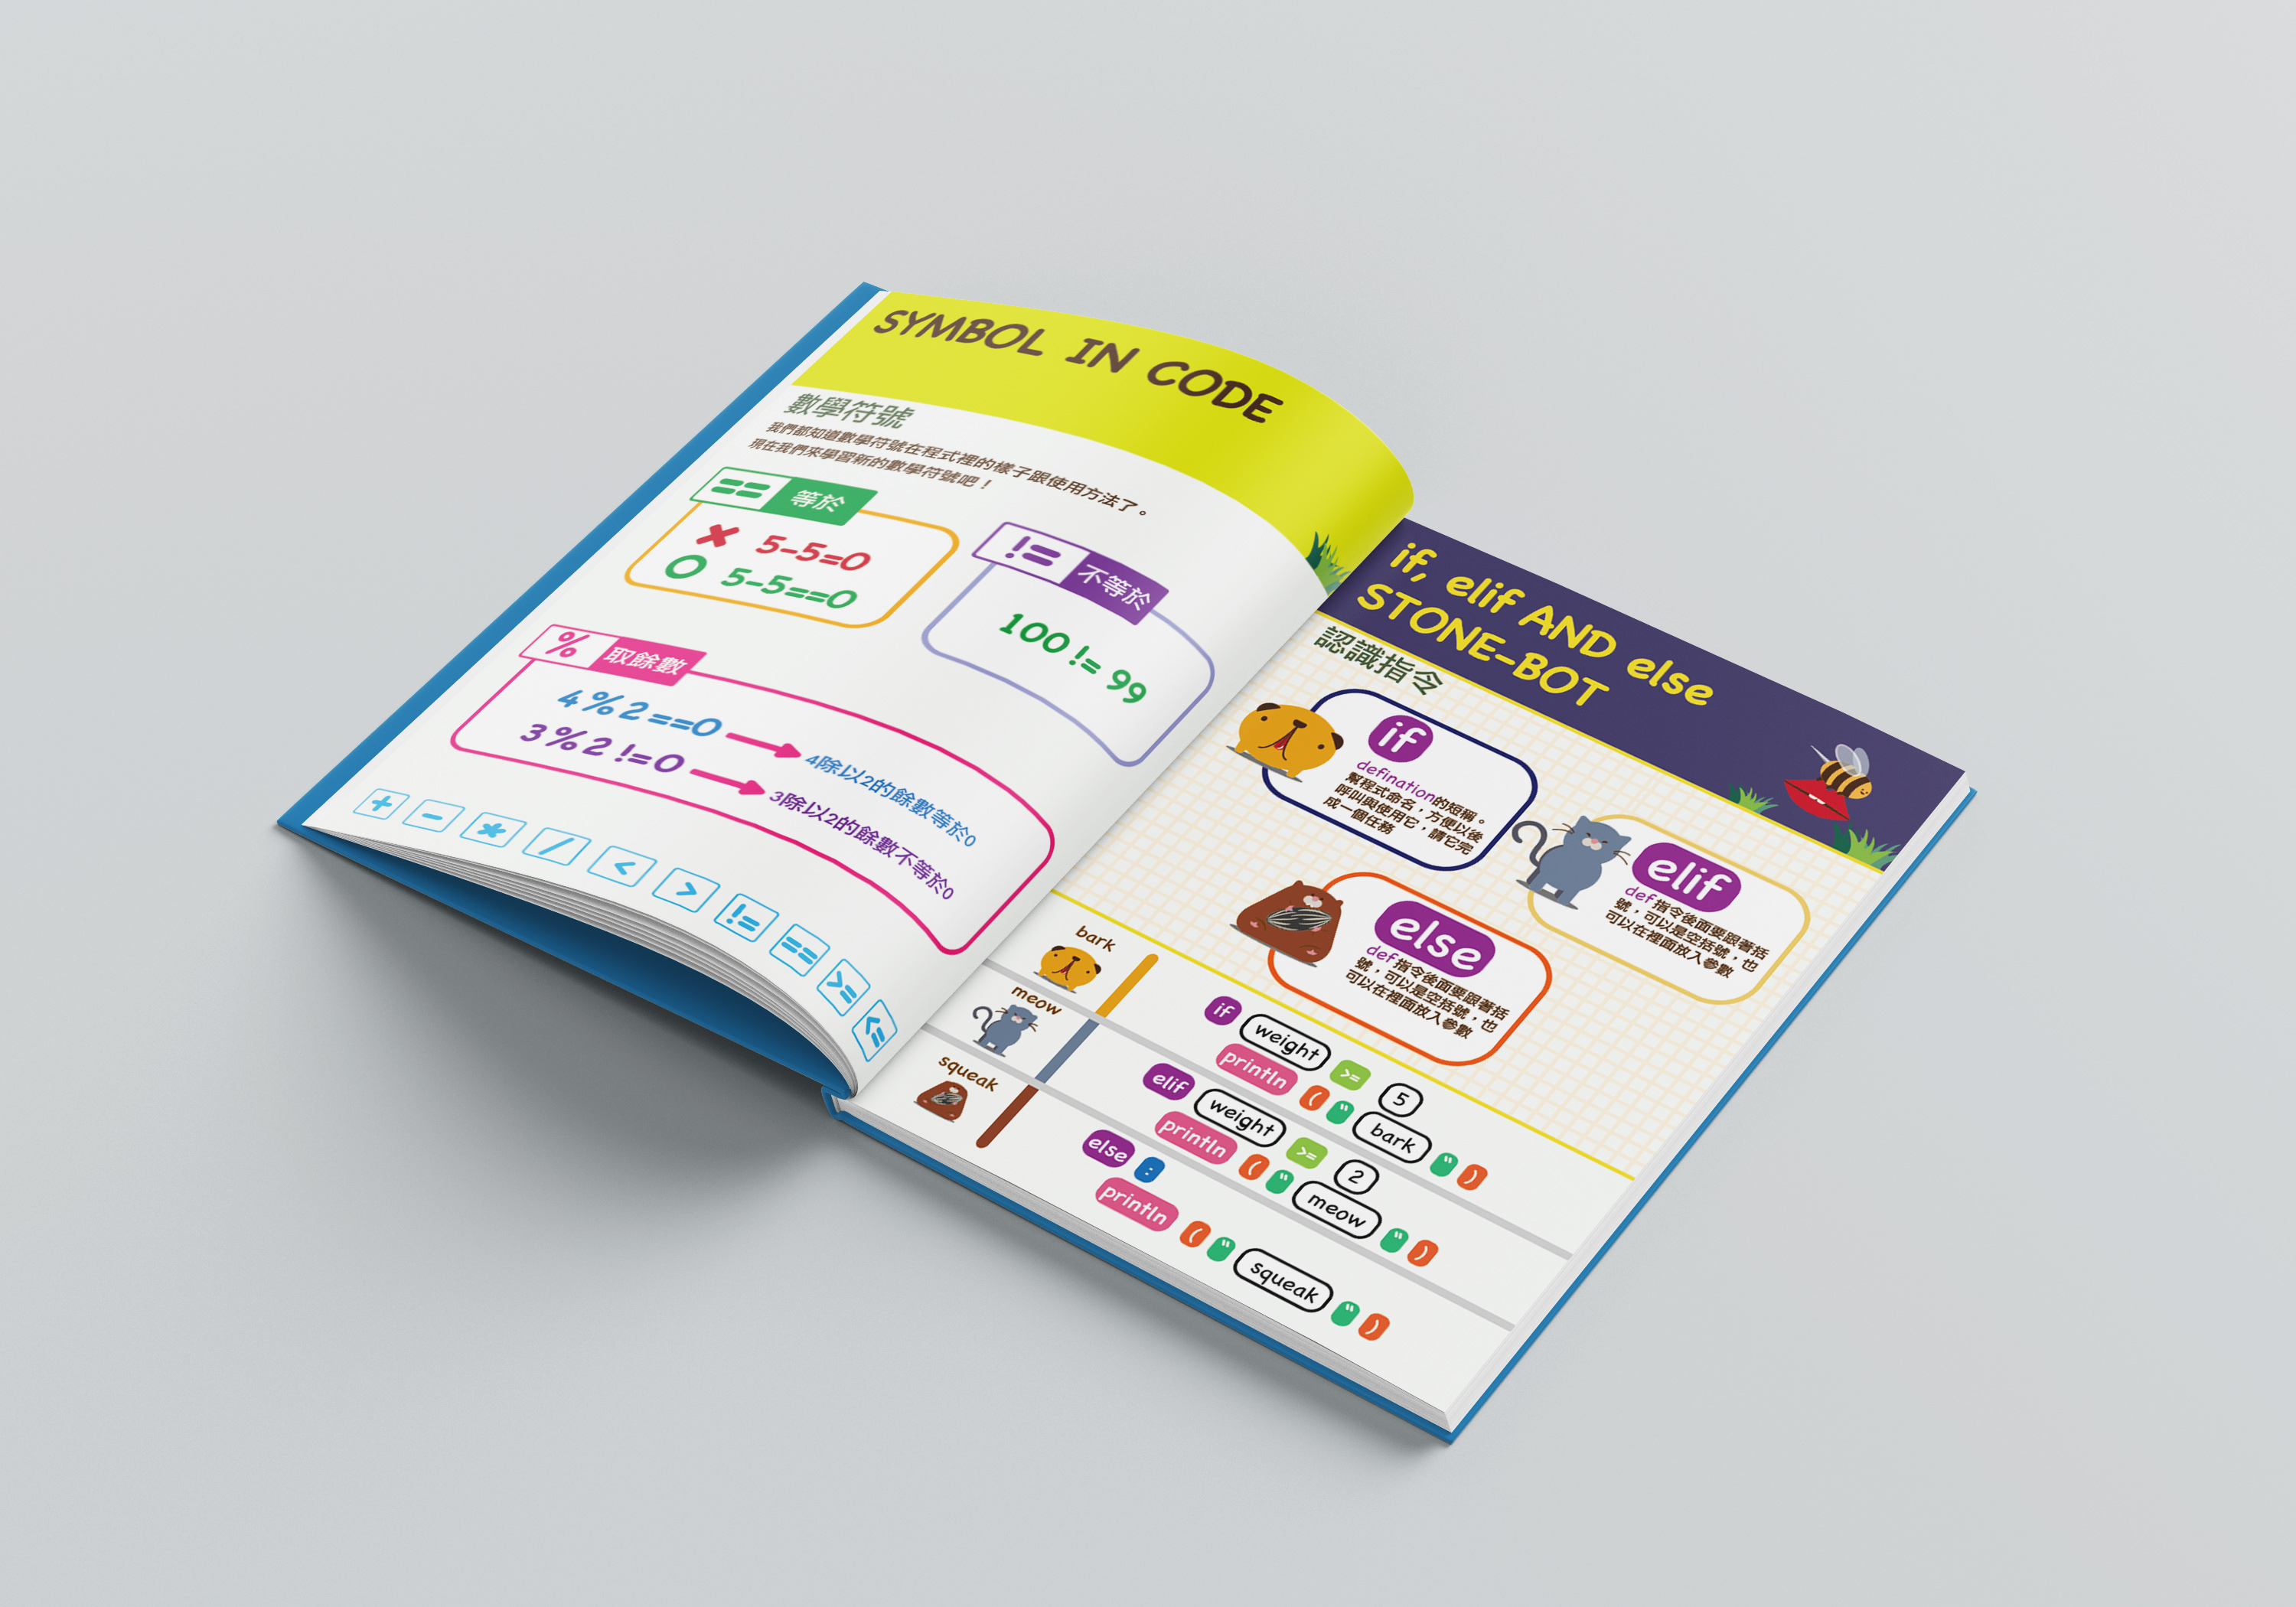 SYMBOL IN CODE
數學符號
我們都知道數學符號在程式裡的樣子跟使用方法了。
現在我們來學習新的數學符號吧！
== 等於
5-5=0
5-5==0
!= 不等於
100 != 99
% 取餘數
4 % 2 ==0
4除以2的餘數等於0
3 % 2 !=0
3除以2的餘數不等於0
+ - * / < > != == >= <=
if, elif AND else
STONE-BOT
認識指令
if
defination的短稱。
幫程式命名，方便以後
呼叫與使用它，請它完
成一個任務
elif
def指令後面要跟著括
號，可以是空括號，也
可以在裡面放入參數
else
def指令後面要跟著括
號，可以是空括號，也
可以在裡面放入參數
bark
if weight >= 5
println ( " bark " )
meow
elif weight >= 2
println ( " meow " )
squeak
else :
println ( " squeak " )